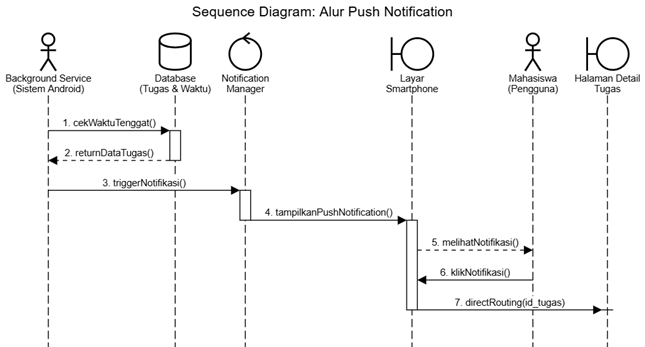 Sequence Diagram: Alur Push Notification
Background Service
(Sistem Android)
Database
(Tugas & Waktu)
Notification
Manager
Layar
Smartphone
Mahasiswa
(Pengguna)
Halaman Detail
Tugas
1. cekWaktuTenggat()
2. returnDataTugas()
3. triggerNotifikasi()
4. tampilkanPushNotification()
5. melihatNotifikasi()
6. klikNotifikasi()
7. directRouting(id_tugas)